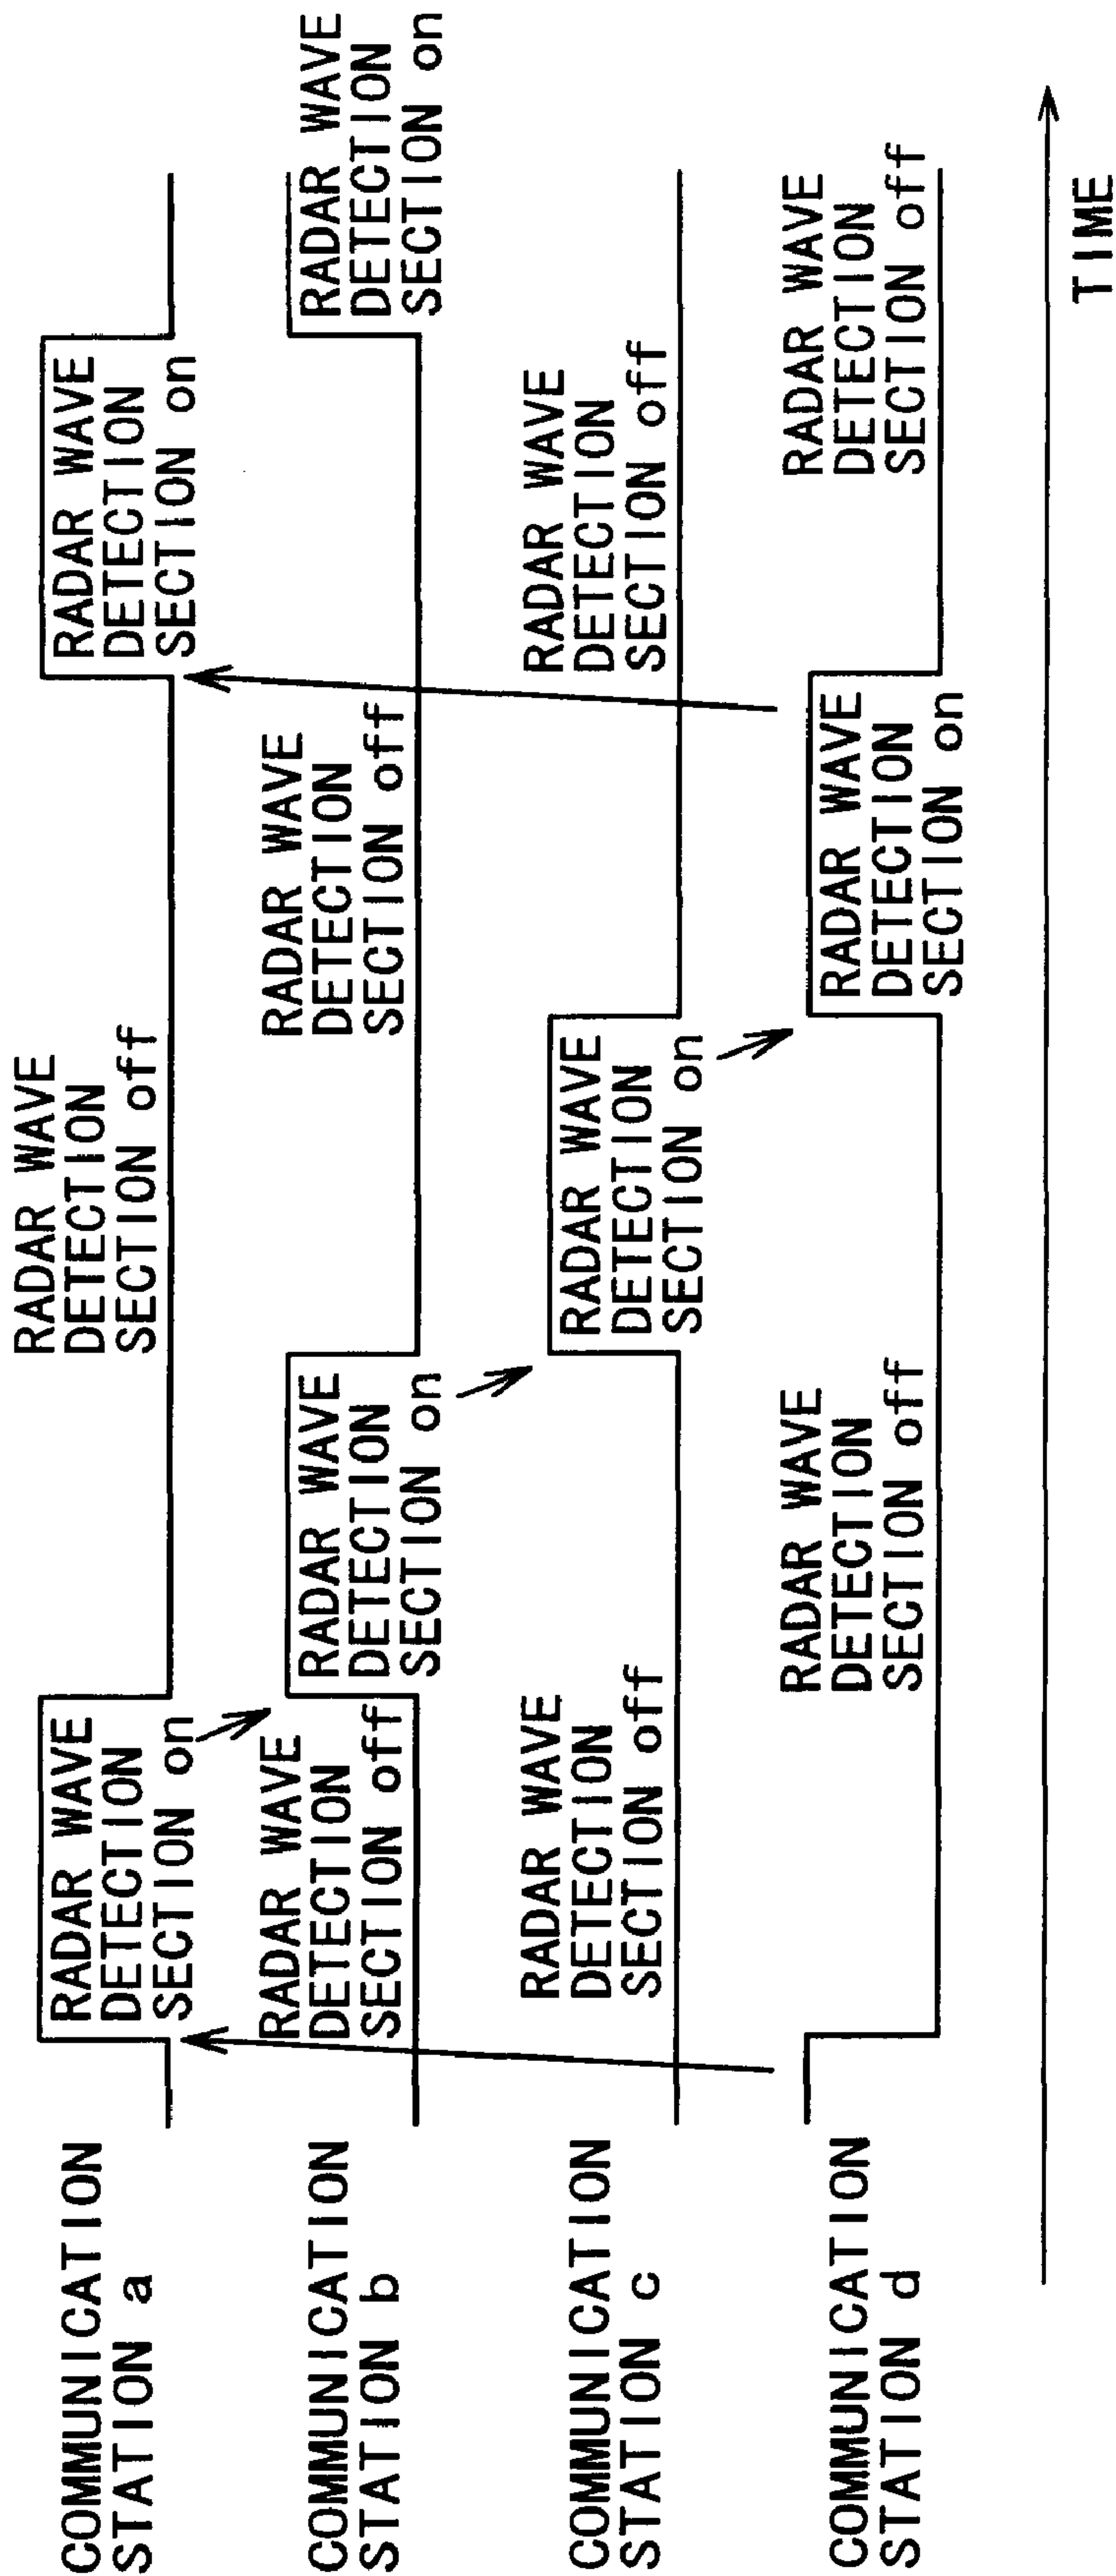 COMMUNICATION
STATION a
RADAR WAVE
DETECTION
SECTION on
RADAR WAVE
DETECTION
SECTION off
RADAR WAVE
DETECTION
SECTION on
COMMUNICATION
STATION b
RADAR WAVE
DETECTION
SECTION off
RADAR WAVE
DETECTION
SECTION on
RADAR WAVE
DETECTION
SECTION off
RADAR WAVE
DETECTION
SECTION on
COMMUNICATION
STATION c
RADAR WAVE
DETECTION
SECTION off
RADAR WAVE
DETECTION
SECTION on
RADAR WAVE
DETECTION
SECTION off
COMMUNICATION
STATION d
RADAR WAVE
DETECTION
SECTION off
RADAR WAVE
DETECTION
SECTION on
RADAR WAVE
DETECTION
SECTION off
TIME